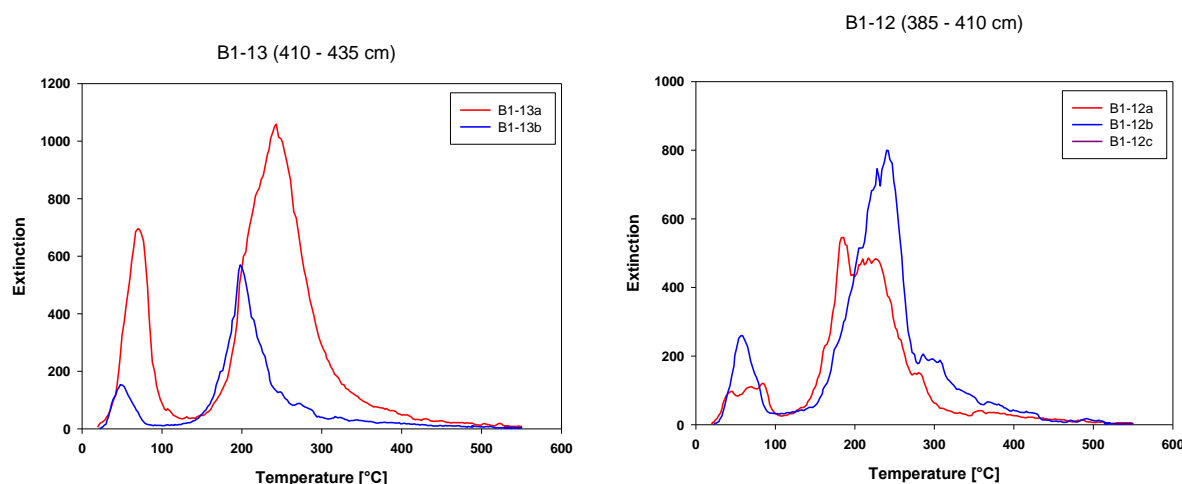 B1-13 (410 - 435 cm)
1200
1000
800
600
400
200
0
0 100 200 300 400 500 600
Extinction
Temperature [°C]
B1-13a
B1-13b
B1-12 (385 - 410 cm)
1000
800
600
400
200
0
0 100 200 300 400 500 600
Extinction
Temperature [°C]
B1-12a
B1-12b
B1-12c